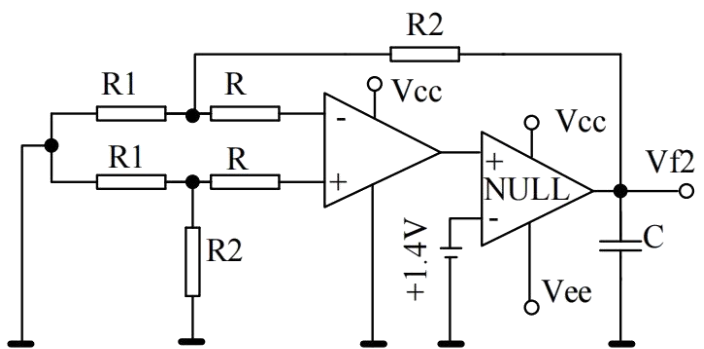 R2
R1
R
-
Vcc
Vcc
R1
R
+
+
NULL
-
Vf2
R2
+1.4V
C
Vee